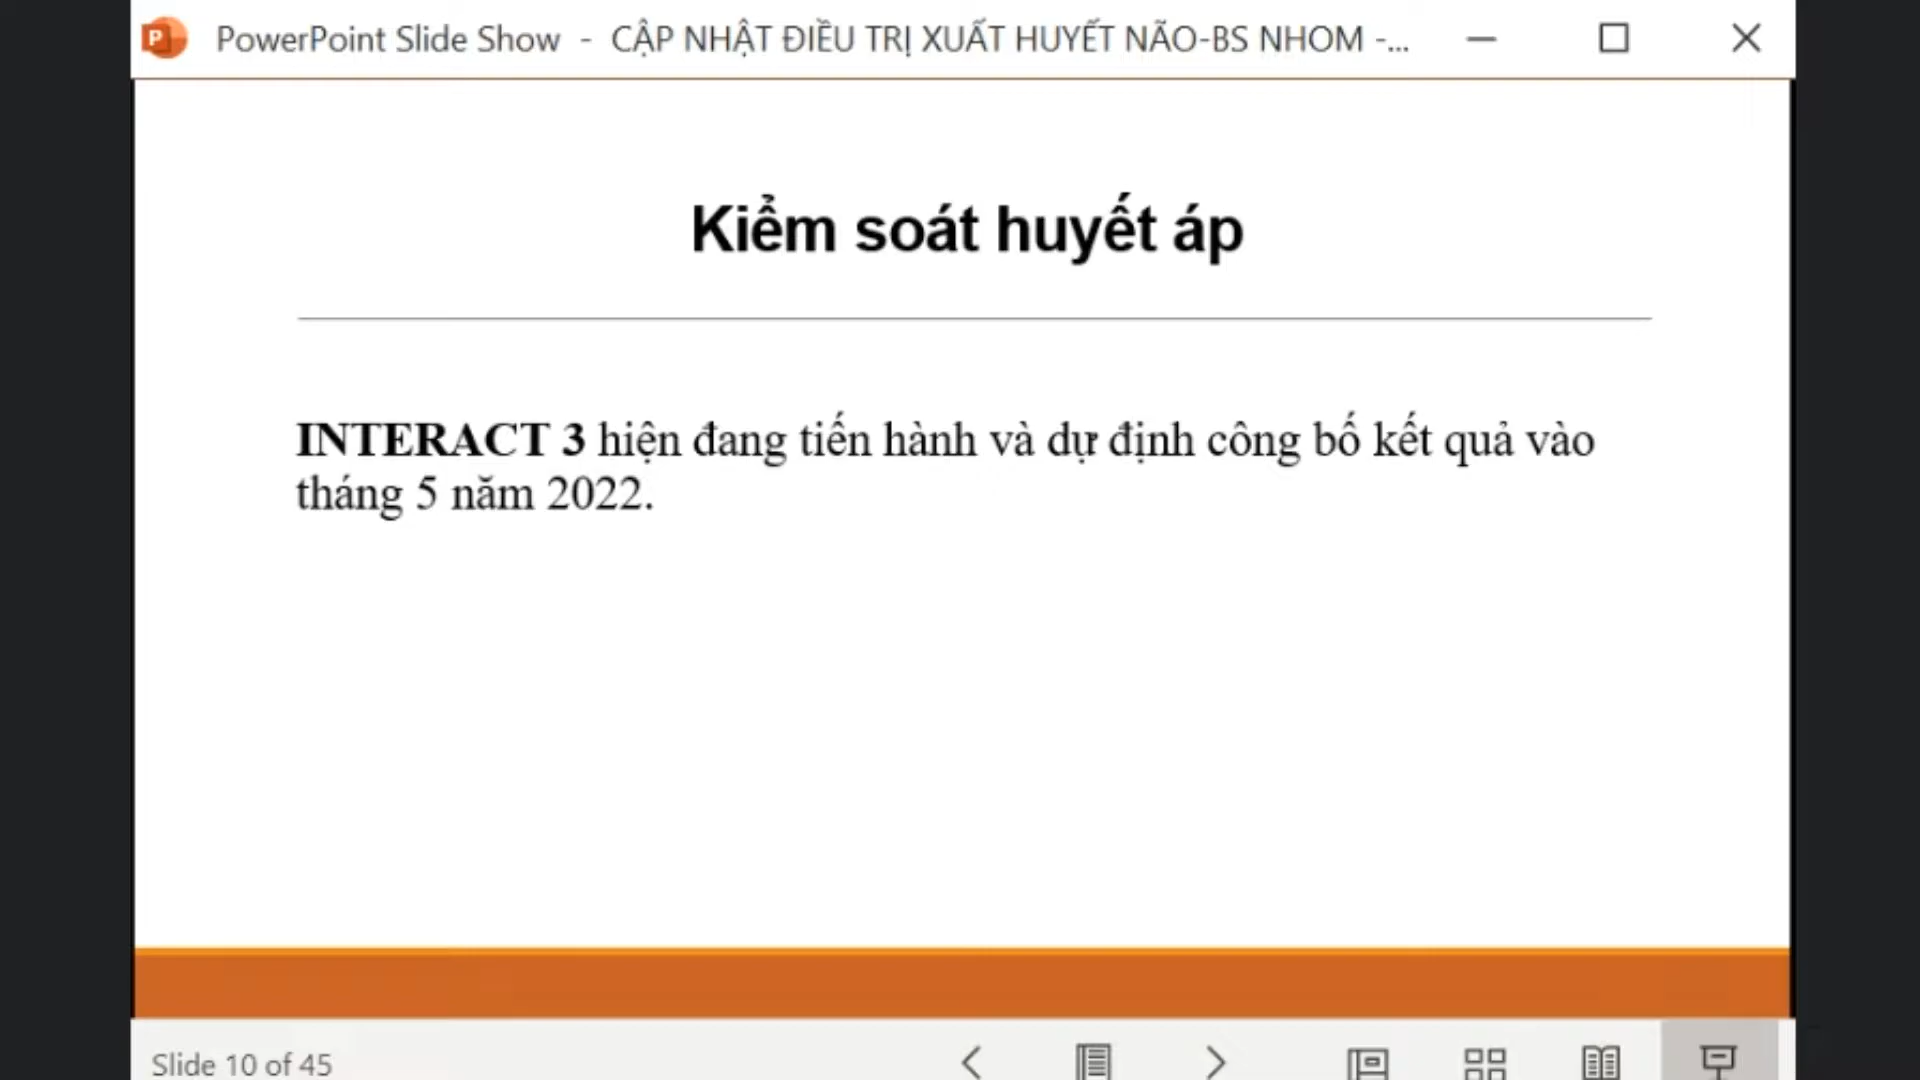 PowerPoint Slide Show - CẬP NHẬT ĐIỀU TRỊ XUẤT HUYẾT NÃO-BS NHOM -...
Kiểm soát huyết áp
INTERACT 3 hiện đang tiến hành và dự định công bố kết quả vào
tháng 5 năm 2022.
Slide 10 of 45